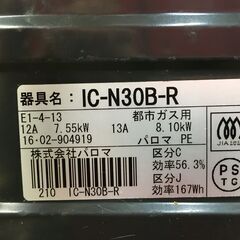 器具名: IC-N30B-R
E1-4-13 都市ガス用
12A 7.55kW 13A 8.10kW
16·02-904919 パロマ PE
株式会社パロマ 区分C
効率56.3%
210 IC-N30B-R 区分J
効率167Wh
JIA
PS
TG